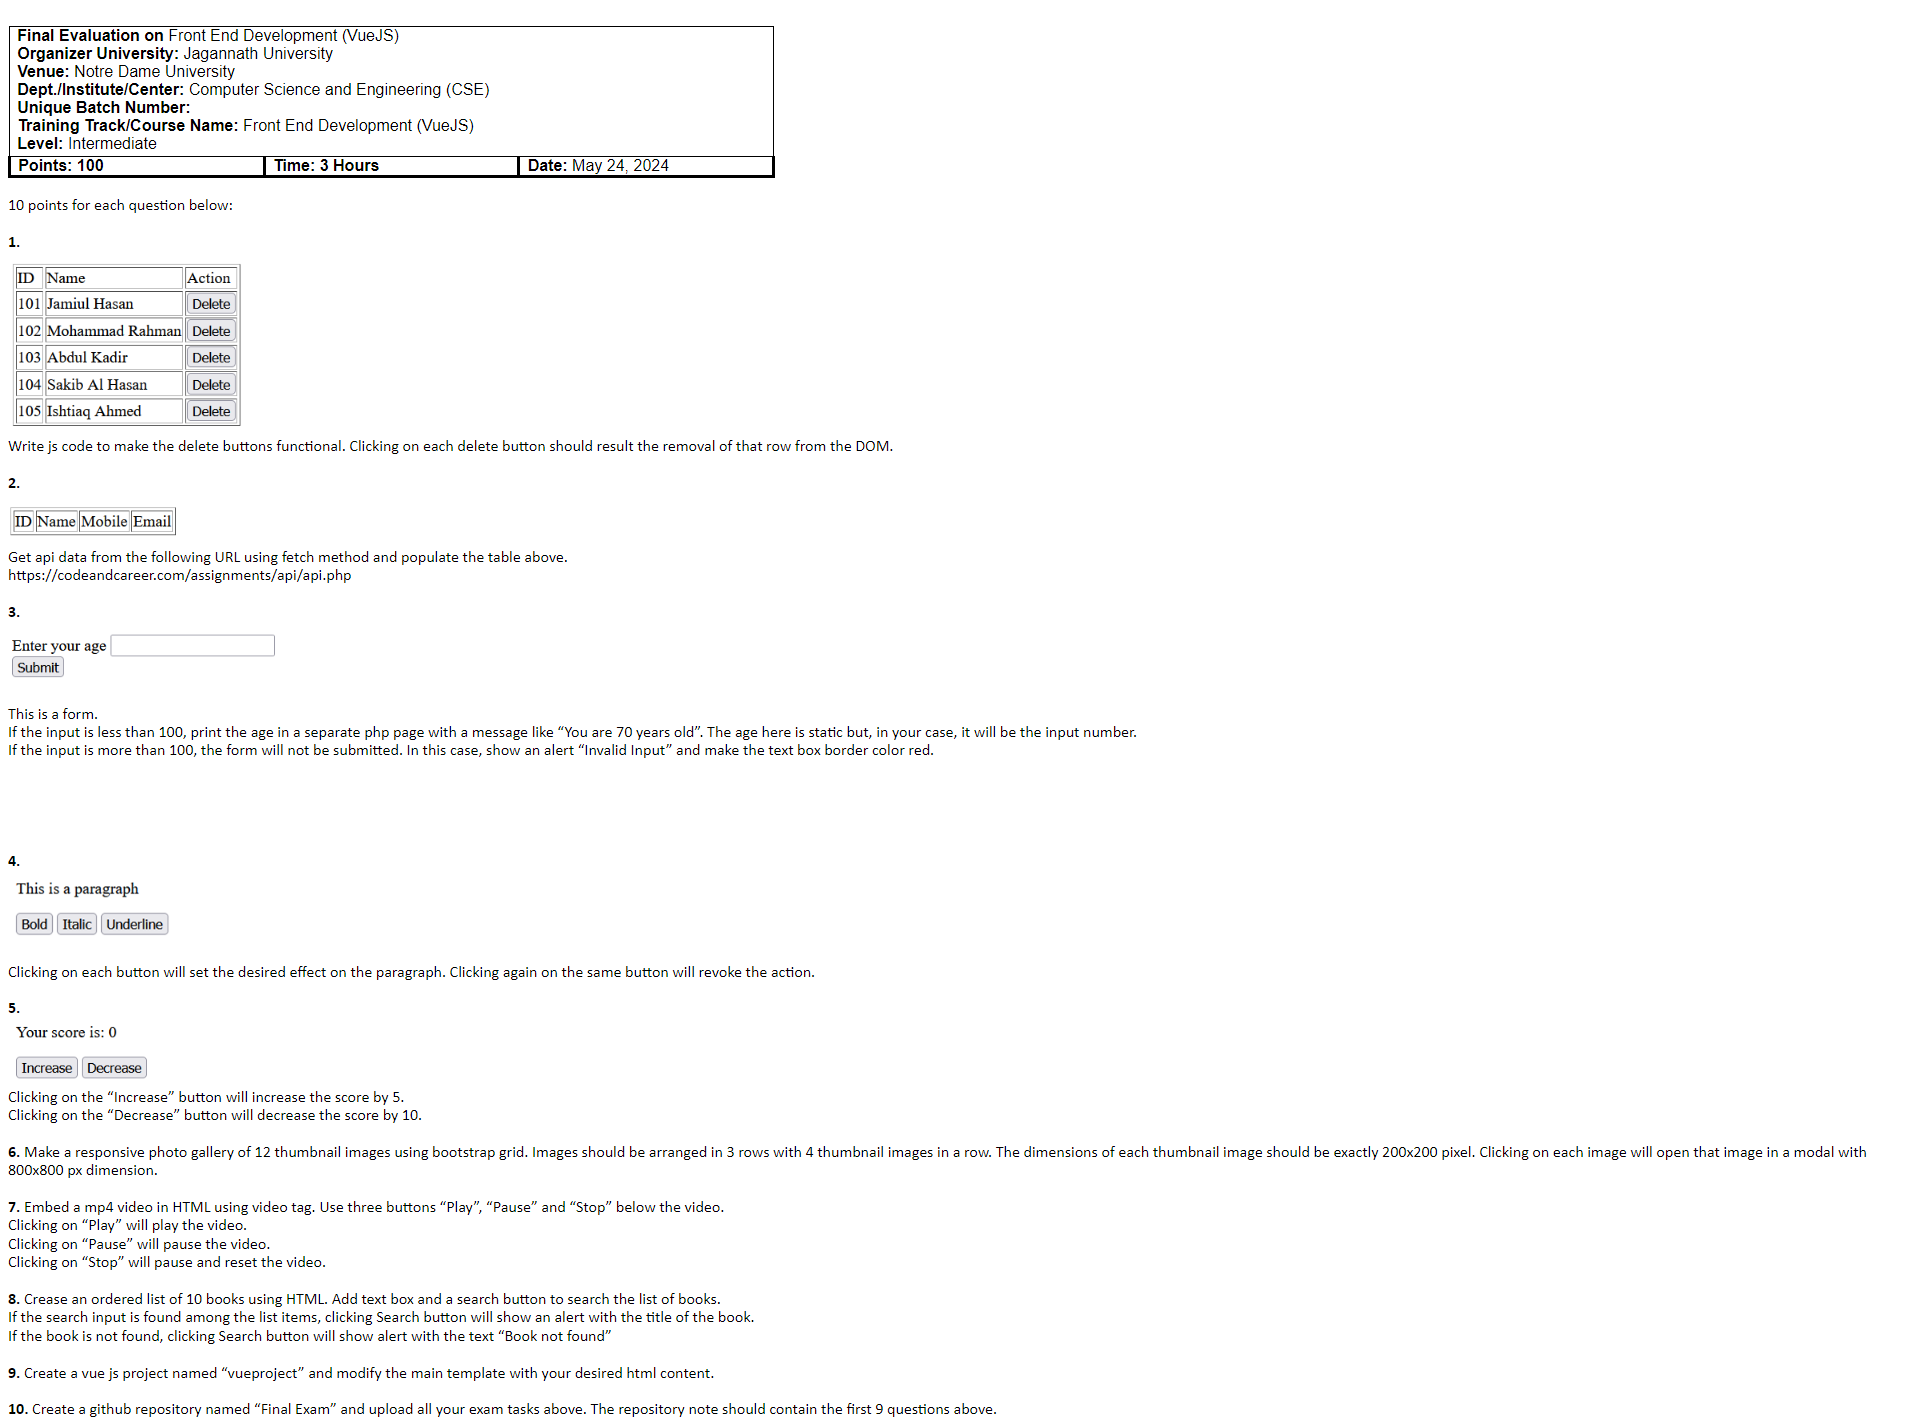 Final Evaluation on Front End Development (VueJS)
Organizer University: Jagannath University
Venue: Notre Dame University
Dept./Institute/Center: Computer Science and Engineering (CSE)
Unique Batch Number:
Training Track/Course Name: Front End Development (VueJS)
Level: Intermediate
Points: 100 Time: 3 Hours Date: May 24, 2024
10 points for each question below:
1.
ID Name Action
101 Jamiul Hasan Delete
102 Mohammad Rahman Delete
103 Abdul Kadir Delete
104 Sakib Al Hasan Delete
105 Ishtiaq Ahmed Delete
Write js code to make the delete buttons functional. Clicking on each delete button should result the removal of that row from the DOM.
2.
ID Name Mobile Email
Get api data from the following URL using fetch method and populate the table above.
https://codeandcareer.com/assignments/api/api.php
3.
Enter your age
Submit
This is a form.
If the input is less than 100, print the age in a separate php page with a message like “You are 70 years old”. The age here is static but, in your case, it will be the input number.
If the input is more than 100, the form will not be submitted. In this case, show an alert “Invalid Input” and make the text box border color red.
4.
This is a paragraph
Bold Italic Underline
Clicking on each button will set the desired effect on the paragraph. Clicking again on the same button will revoke the action.
5.
Your score is: 0
Increase Decrease
Clicking on the “Increase” button will increase the score by 5.
Clicking on the “Decrease” button will decrease the score by 10.
6. Make a responsive photo gallery of 12 thumbnail images using bootstrap grid. Images should be arranged in 3 rows with 4 thumbnail images in a row. The dimensions of each thumbnail image should be exactly 200x200 pixel. Clicking on each image will open that image in a modal with
800x800 px dimension.
7. Embed a mp4 video in HTML using video tag. Use three buttons “Play”, “Pause” and “Stop” below the video.
Clicking on “Play” will play the video.
Clicking on “Pause” will pause the video.
Clicking on “Stop” will pause and reset the video.
8. Crease an ordered list of 10 books using HTML. Add text box and a search button to search the list of books.
If the search input is found among the list items, clicking Search button will show an alert with the title of the book.
If the book is not found, clicking Search button will show alert with the text “Book not found”
9. Create a vue js project named “vueproject” and modify the main template with your desired html content.
10. Create a github repository named “Final Exam” and upload all your exam tasks above. The repository note should contain the first 9 questions above.